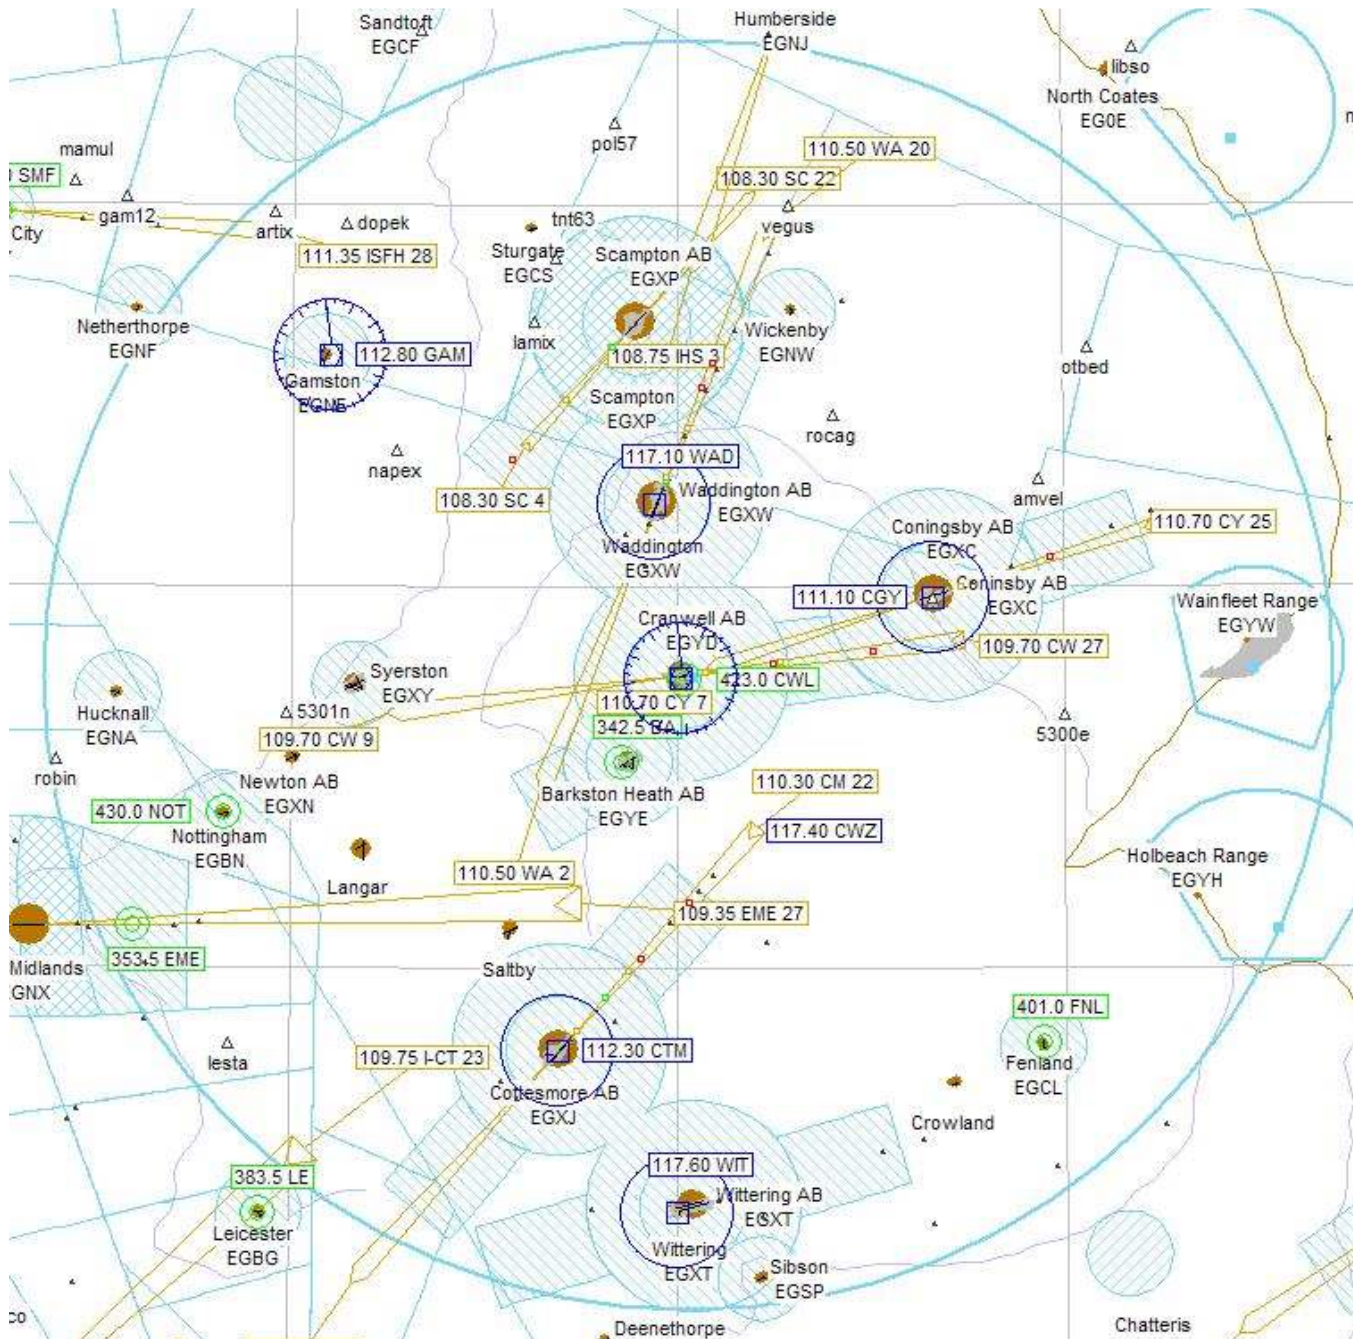 Sandtoft
EGCF
Humberside
EGNJ
libso
North Coates
EG0E
mamul
pol57
110.50 WA 20
SMF
108.30 SC 22
City
gam12
artix
dopek
tnt63
vegus
Sturgate
EGCS
Scampton AB
EGXP
111.35 ISFH 28
Netherthorpe
EGNF
lamix
Wickenby
EGNW
112.80 GAM
108.75 IHS 3
otbed
Gamston
EGNE
Scampton
EGXP
rocag
napex
117.10 WAD
108.30 SC 4
Waddington AB
EGXW
amvel
Coningsby AB
EGXC
110.70 CY 25
Waddington
EGXW
111.10 CGY
Coninsby AB
EGXC
Wainfleet Range
EGYW
Cranwell AB
EGYD
109.70 CW 27
Syerston
EGXY
423.0 CWL
Hucknall
EGNA
5301n
110.70 CY 7
342.5 BA
109.70 CW 9
5300e
robin
Newton AB
EGXN
Barkston Heath AB
EGYE
110.30 CM 22
430.0 NOT
Nottingham
EGBN
117.40 CWZ
Langar
110.50 WA 2
Holbeach Range
EGYH
109.35 EME 27
353.5 EME
Midlands
GNX
Saltby
401.0 FNL
lesta
109.75 I-CT 23
112.30 CTM
Fenland
EGCL
Cottesmore AB
EGXJ
Crowland
383.5 LE
117.60 WIT
Leicester
EGBG
Wittering AB
EGXT
Wittering
EGXT
Sibson
EGSP
co
Deenethorpe
Chatteris